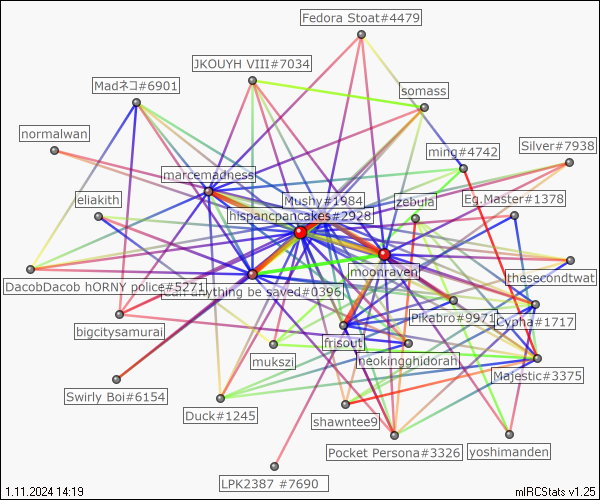 Fedora Stoat#4479
JKOUYH VIII#7034
Madネコ#6901
somass
normalwan
ming#4742
Silver#7938
marcemadness
eliakith
Mushy#1984
zebula
Eg.Master#1378
hispancpancakes#2928
moonraven
DacobDacob hORNY police#5271
anything be saved#0396
thesecondtwat
bigcitysamurai
Pikabro#9971
Cypha#1717
frisout
mukszi
neokingghidorah
Majestic#3375
Swirly Boi#6154
Duck#1245
shawntee9
Pocket Persona#3326
yoshimanden
LPK2387 #7690
1.11.2024 14:19
mIRCStats v1.25